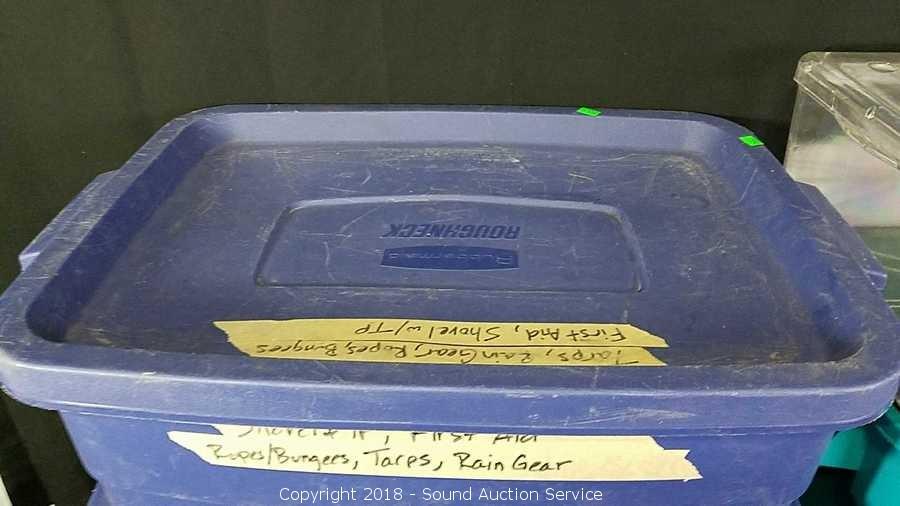 ROUGHNECK
Rubbermaid
First Aid, Shovel w/TP
Tarps, Rain Gear, Ropes, Bungees
First Aid
Ropes/Bungees, Tarps, Rain Gear
Copyright 2018 - Sound Auction Service